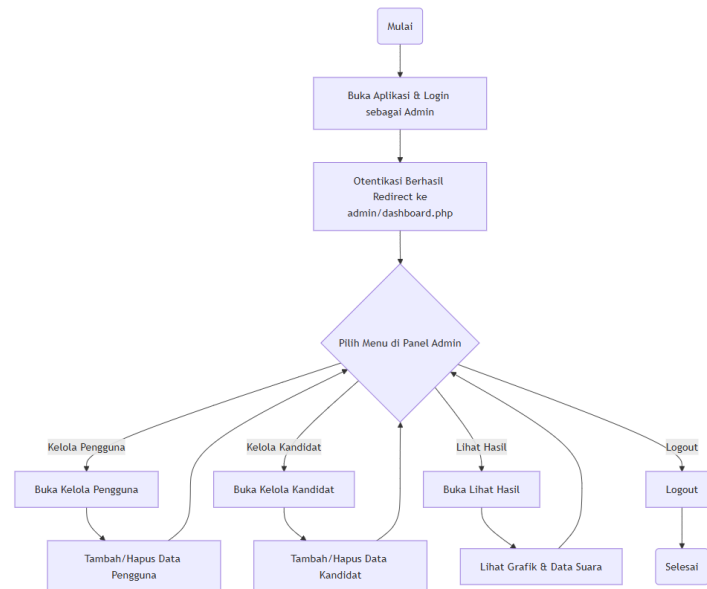 Mulai
Buka Aplikasi & Login
sebagai Admin
Otentikasi Berhasil
Redirect ke
admin/dashboard.php
Pilih Menu di Panel Admin
Kelola Pengguna
Kelola Kandidat
Lihat Hasil
Logout
Buka Kelola Pengguna
Buka Kelola Kandidat
Buka Lihat Hasil
Logout
Tambah/Hapus Data
Pengguna
Tambah/Hapus Data
Kandidat
Lihat Grafik & Data Suara
Selesai